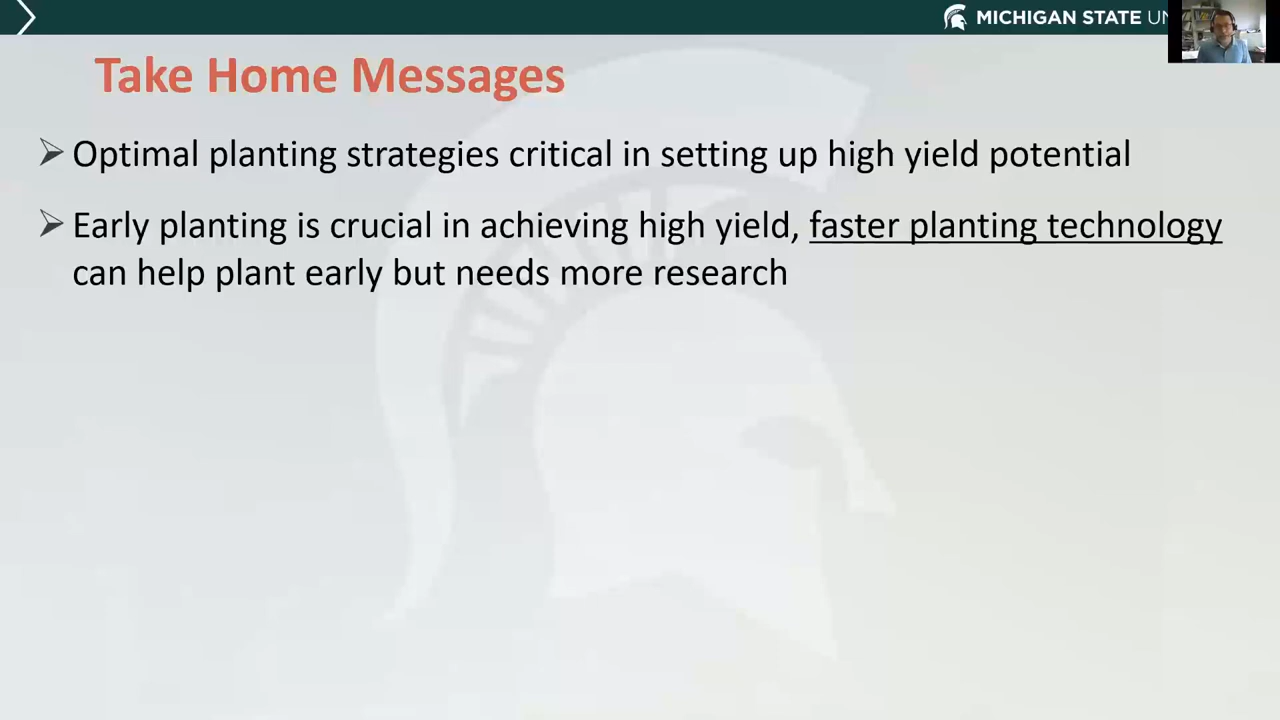 MICHIGAN STATE UN
Take Home Messages
Optimal planting strategies critical in setting up high yield potential
Early planting is crucial in achieving high yield, faster planting technology
can help plant early but needs more research